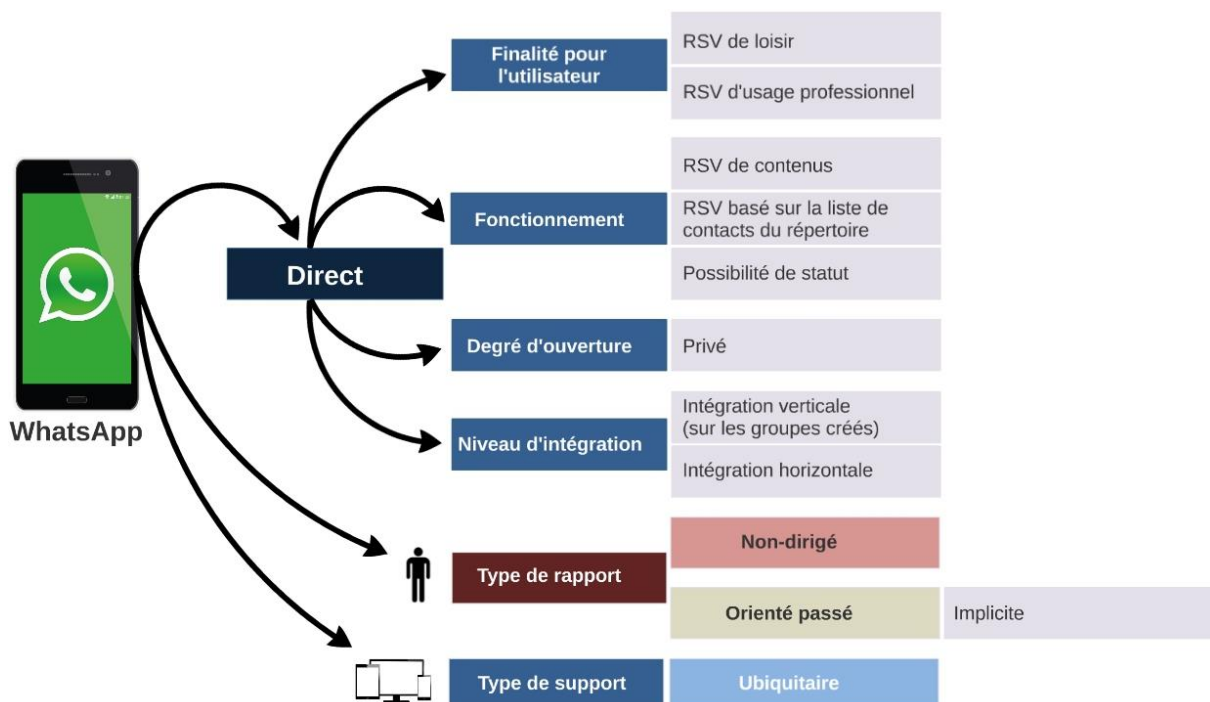 Finalité pour
l'utilisateur
RSV de loisir
RSV d'usage professionnel
Fonctionnement
RSV de contenus
RSV basé sur la liste de
contacts du répertoire
Possibilité de statut
Direct
Degré d'ouverture
Privé
WhatsApp
Niveau d'intégration
Intégration verticale
(sur les groupes créés)
Intégration horizontale
Type de rapport
Non-dirigé
Orienté passé
Implicite
Type de support
Ubiquitaire